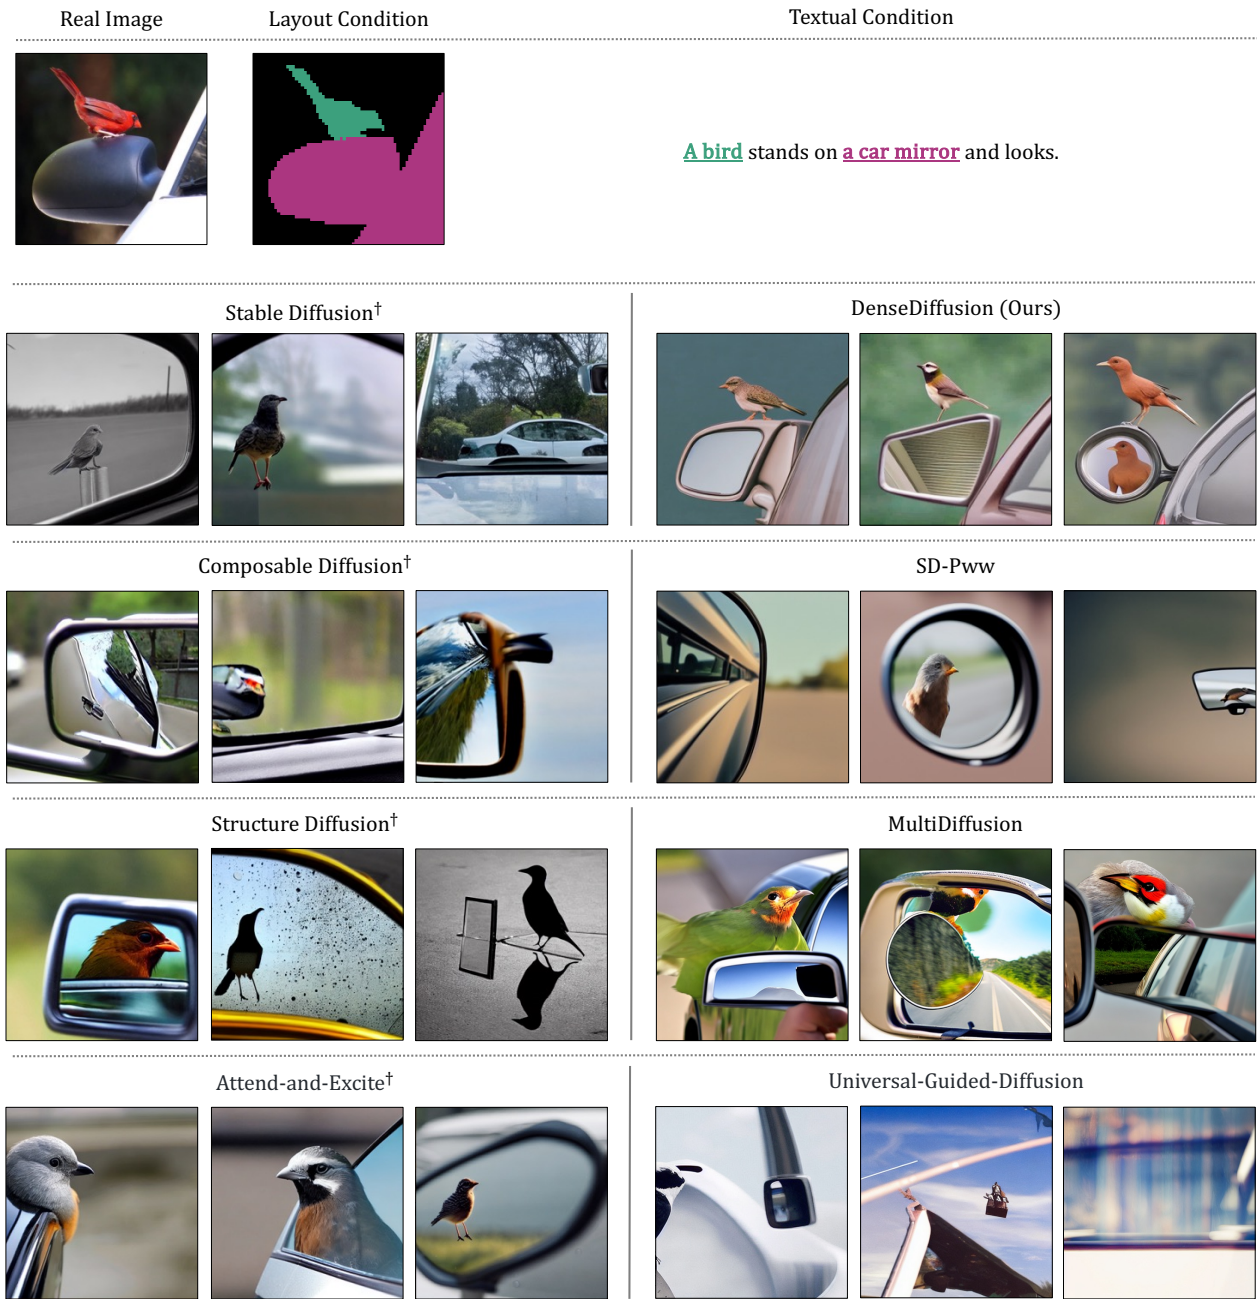 Real Image
Layout Condition
Textual Condition
A bird stands on a car mirror and looks.
Stable Diffusion†
DenseDiffusion (Ours)
Composable Diffusion†
SD-Pww
Structure Diffusion†
MultiDiffusion
Attend-and-Excite†
Universal-Guided-Diffusion